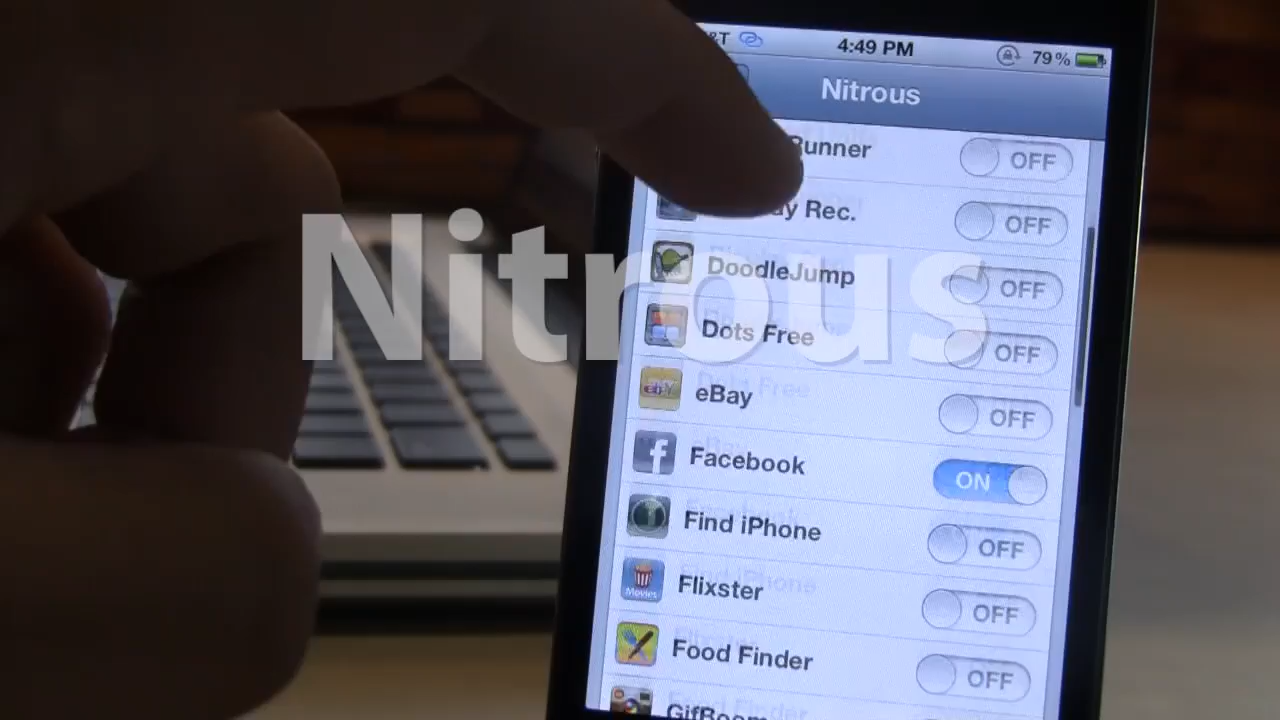 &T 4:49 PM 79%
Nitrous
Runner OFF
Rec. OFF
DoodleJump OFF
Nitrous
Dots Free OFF
eBay OFF
Facebook ON
Find iPhone OFF
Movies
Flixster OFF
Food Finder OFF